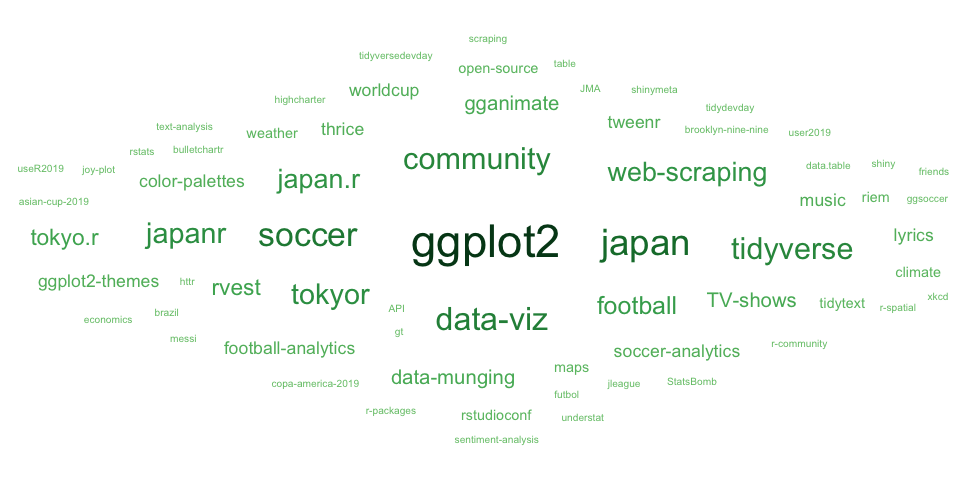 scraping
tidyversedevday
open-source
table
worldcup
JMA
shinymeta
highcharter
gganimate
tidydevday
text-analysis
weather
thrice
tweenr
brooklyn-nine-nine
user2019
rstats
bulletchartr
community
useR2019
joy-plot
color-palettes
japan.r
web-scraping
data.table
shiny
friends
asian-cup-2019
music
riem
ggsoccer
tokyo.r
japanr
soccer
ggplot2
japan
tidyverse
lyrics
ggplot2-themes
httr
rvest
tokyor
football
TV-shows
tidytext
climate
xkcd
r-spatial
economics
brazil
API
data-viz
messi
gt
football-analytics
soccer-analytics
r-community
copa-america-2019
data-munging
maps
jleague
StatsBomb
futbol
r-packages
rstudioconf
understat
sentiment-analysis